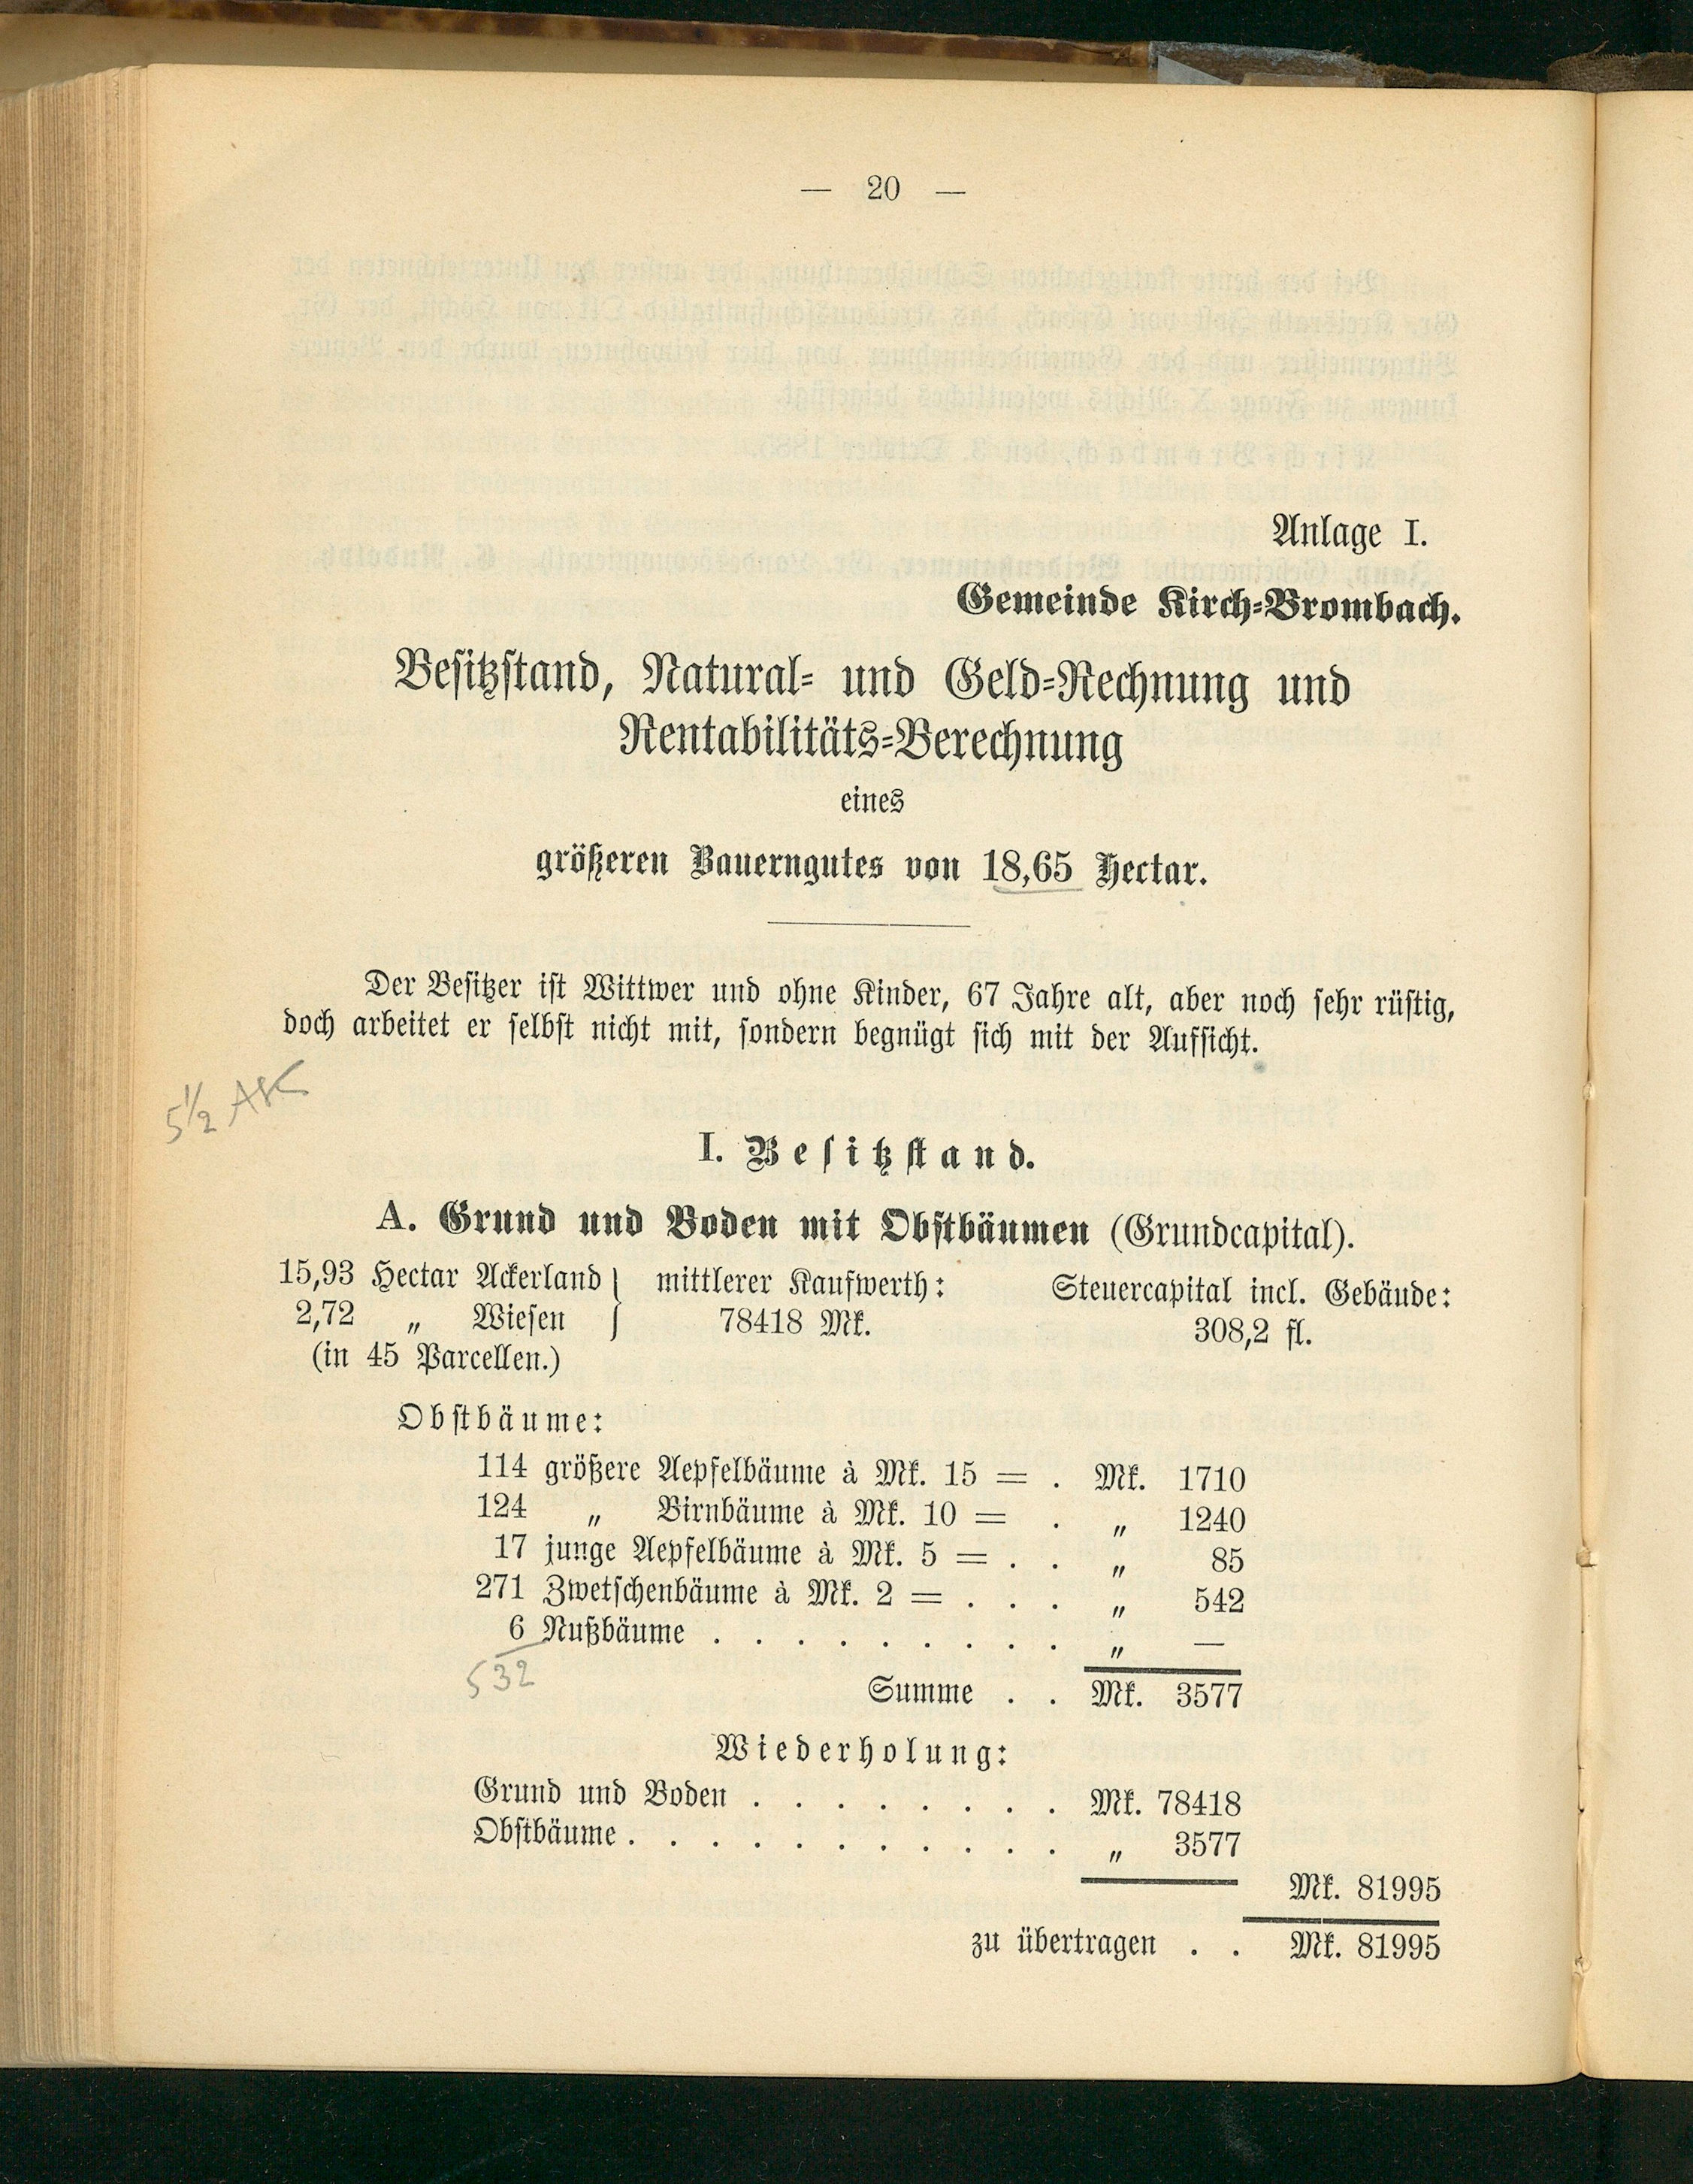 — 20 —
Anlage I.
Gemeinde Kirch-Brombach.
Besitzstand, Natural- und Geld-Rechnung und
Rentabilitäts-Berechnung
eines
größeren Bauerngutes von 18,65 Hectar.
Der Besitzer ist Wittwer und ohne Kinder, 67 Jahre alt, aber noch sehr rüstig,
doch arbeitet er selbst nicht mit, sondern begnügt sich mit der Aufsicht.
5 1/2 AK
I. Besitzstand.
A. Grund und Boden mit Obstbäumen (Grundcapital).
15,93 Hectar Ackerland } mittlerer Kaufwerth: Steuercapital incl. Gebäude:
2,72 „ Wiesen } 78418 Mk. 308,2 fl.
(in 45 Parcellen.)
Obstbäume:
114 größere Aepfelbäume à Mk. 15 = . Mk. 1710
124 „ Birnbäume à Mk. 10 = . „ 1240
17 junge Aepfelbäume à Mk. 5 = . . „ 85
271 Zwetschenbäume à Mk. 2 = . . . „ 542
6 Nußbäume . . . . . . . . . „ —
532
Summe . . Mk. 3577
Wiederholung:
Grund und Boden . . . . . . . . Mk. 78418
Obstbäume . . . . . . . . . . . „ 3577
Mk. 81995
zu übertragen . . Mk. 81995